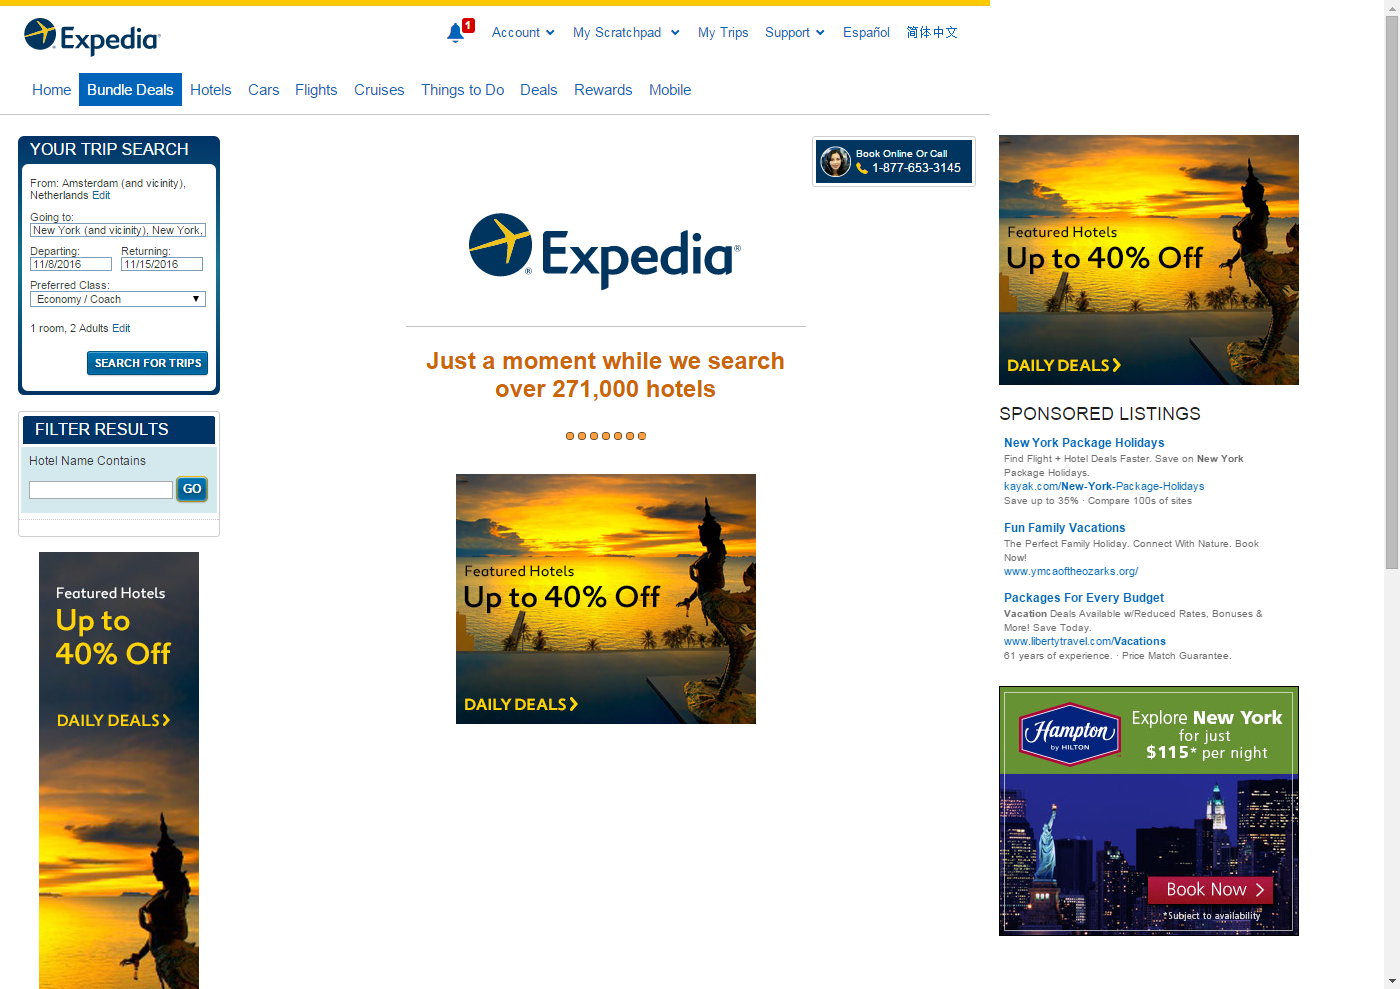 Expedia
1
Account
My Scratchpad
My Trips
Support
Español
简体中文
Home
Bundle Deals
Hotels
Cars
Flights
Cruises
Things to Do
Deals
Rewards
Mobile
YOUR TRIP SEARCH
From: Amsterdam (and vicinity),
Netherlands Edit
Going to:
New York (and vicinity), New York,
Departing:
Returning:
11/8/2016
11/15/2016
Preferred Class:
Economy / Coach
1 room, 2 Adults Edit
SEARCH FOR TRIPS
FILTER RESULTS
Hotel Name Contains
GO
Featured Hotels
Up to
40% Off
DAILY DEALS
Book Online Or Call
1-877-653-3145
Expedia®
Just a moment while we search
over 271,000 hotels
Featured Hotels
Up to 40% Off
DAILY DEALS
Featured Hotels
Up to 40% Off
DAILY DEALS
SPONSORED LISTINGS
New York Package Holidays
Find Flight + Hotel Deals Faster. Save on New York
Package Holidays.
kayak.com/New-York-Package-Holidays
Save up to 35% · Compare 100s of sites
Fun Family Vacations
The Perfect Family Holiday. Connect With Nature. Book
Now!
www.ymcaoftheozarks.org/
Packages For Every Budget
Vacation Deals Available w/Reduced Rates, Bonuses &
More! Save Today.
www.libertytravel.com/Vacations
61 years of experience. · Price Match Guarantee.
Hampton
by HILTON
Explore New York
for just
$115* per night
Book Now
*Subject to availability